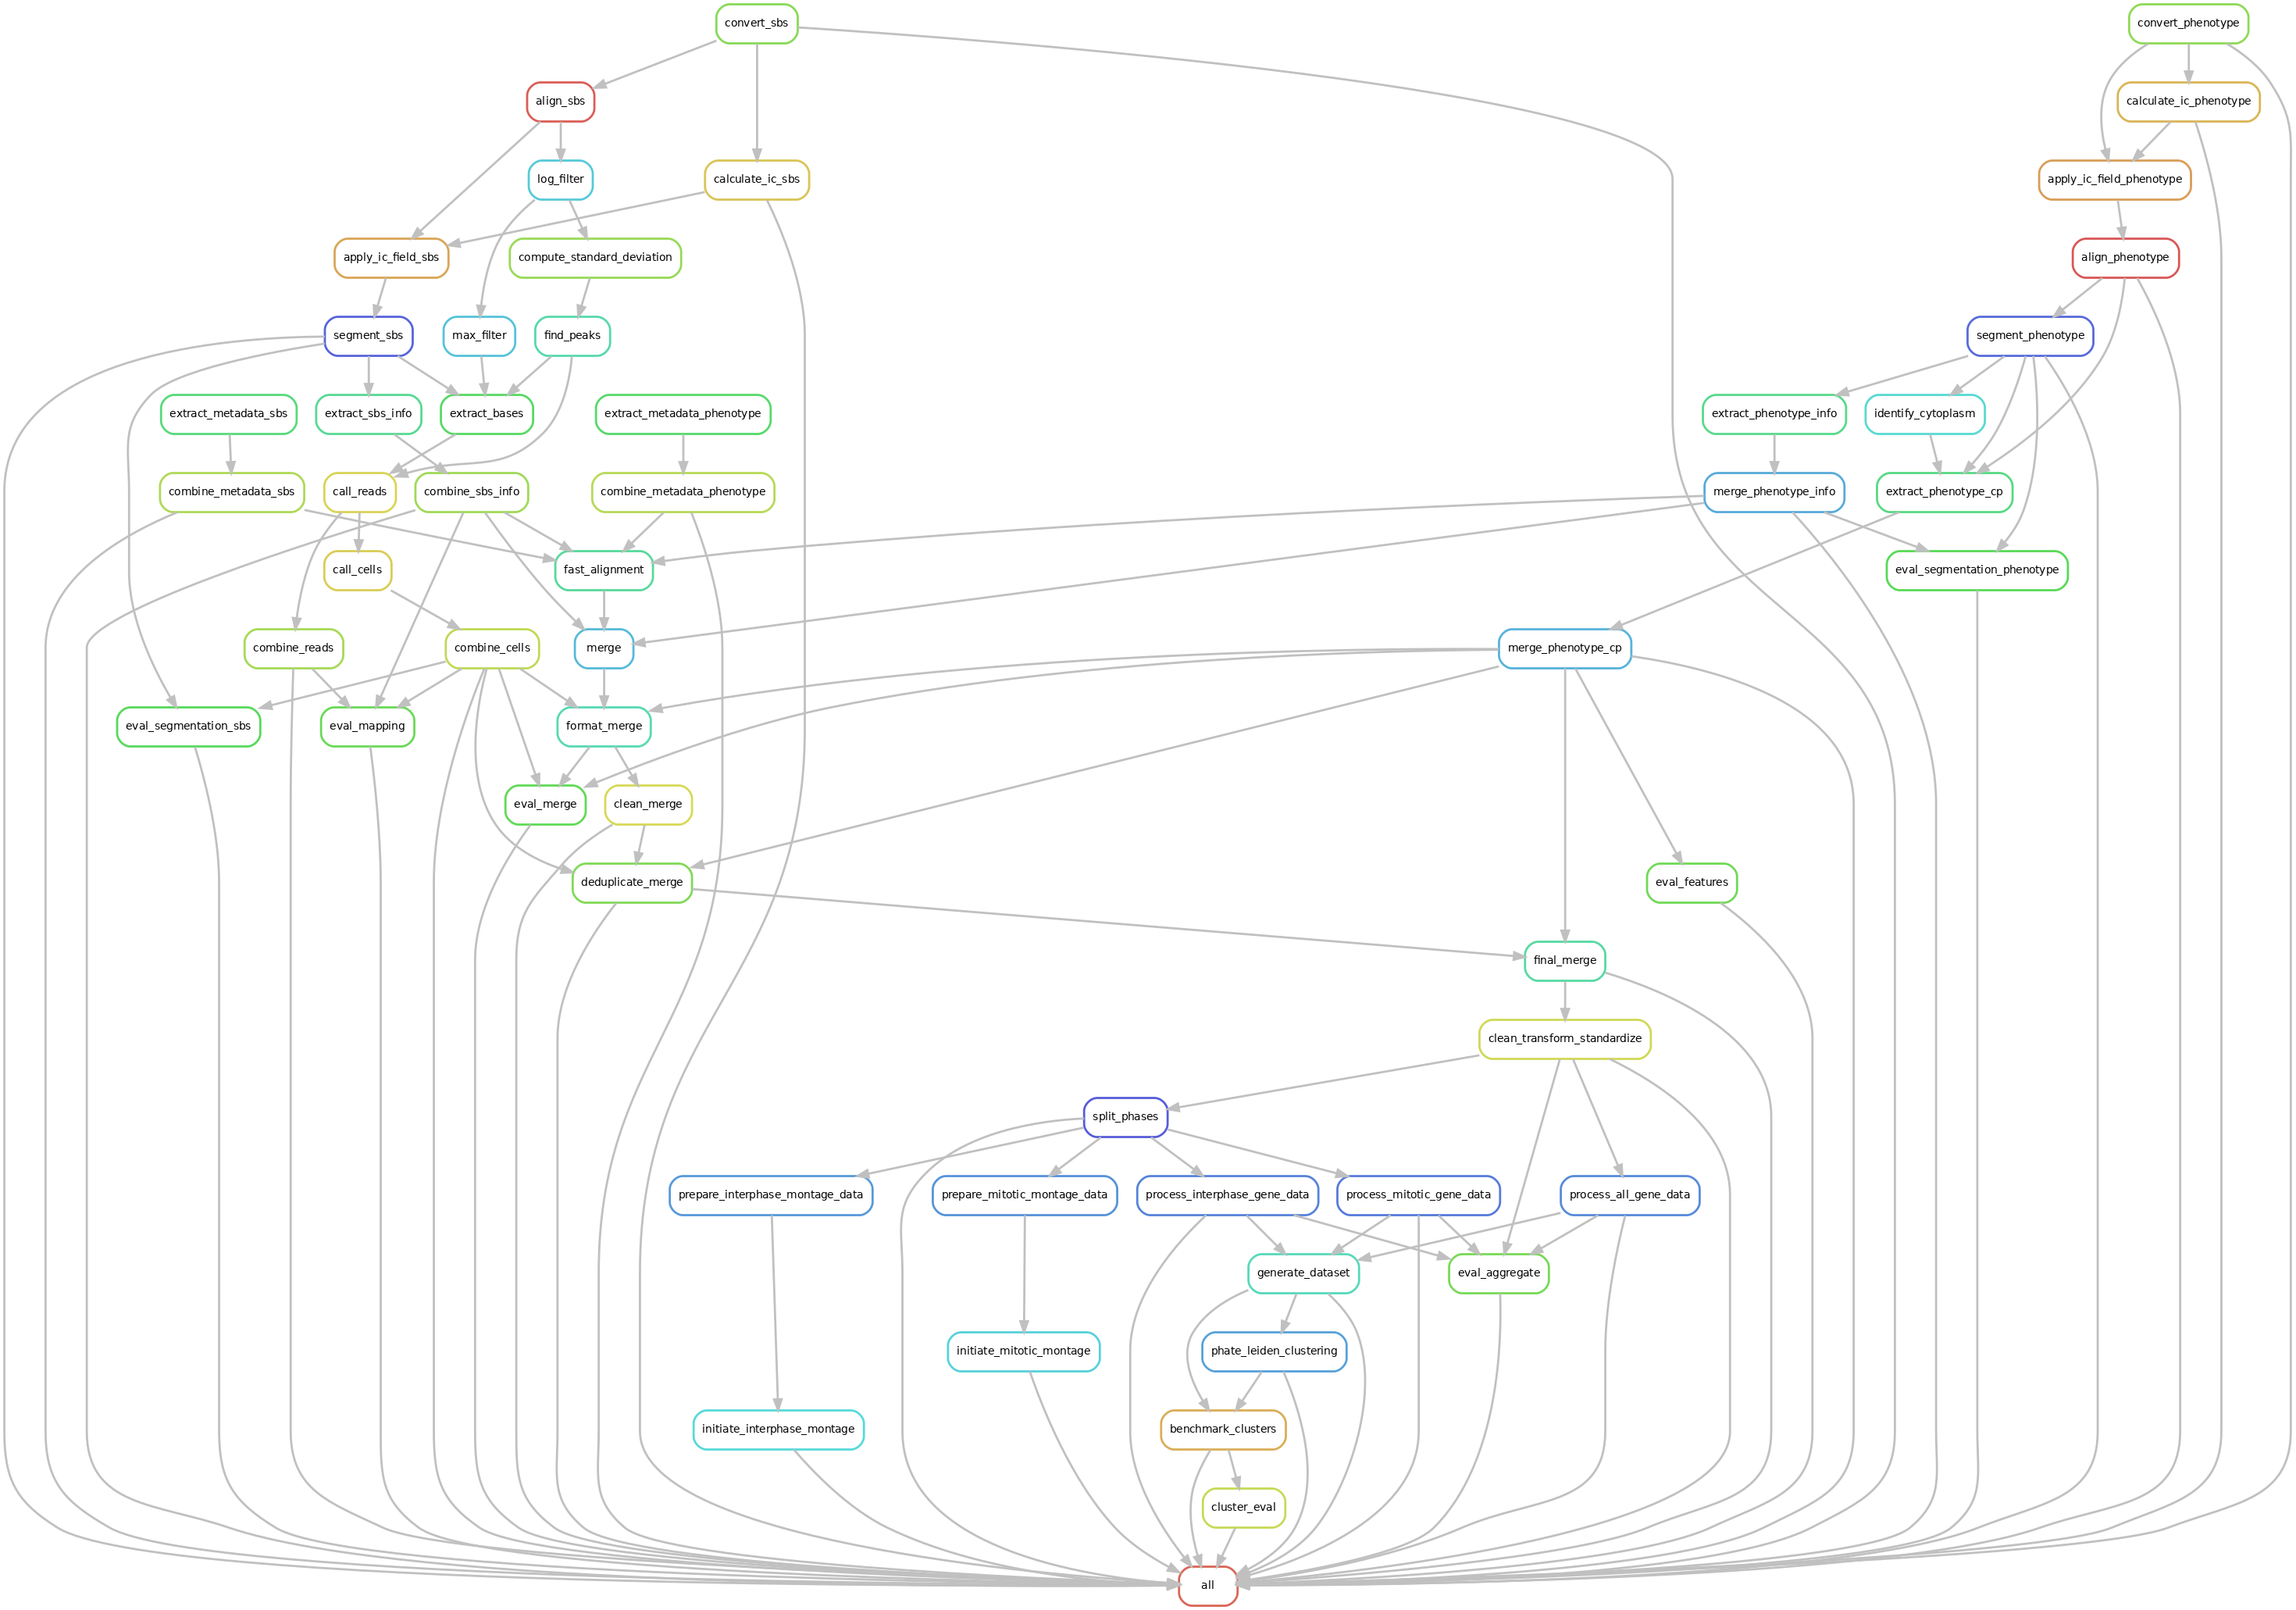 convert_sbs
convert_phenotype
align_sbs
calculate_ic_phenotype
log_filter
calculate_ic_sbs
apply_ic_field_phenotype
apply_ic_field_sbs
compute_standard_deviation
align_phenotype
segment_sbs
max_filter
find_peaks
segment_phenotype
extract_metadata_sbs
extract_sbs_info
extract_bases
extract_metadata_phenotype
extract_phenotype_info
identify_cytoplasm
combine_metadata_sbs
call_reads
combine_sbs_info
combine_metadata_phenotype
merge_phenotype_info
extract_phenotype_cp
call_cells
fast_alignment
eval_segmentation_phenotype
combine_reads
combine_cells
merge
merge_phenotype_cp
eval_segmentation_sbs
eval_mapping
format_merge
eval_merge
clean_merge
deduplicate_merge
eval_features
final_merge
clean_transform_standardize
split_phases
prepare_interphase_montage_data
prepare_mitotic_montage_data
process_interphase_gene_data
process_mitotic_gene_data
process_all_gene_data
generate_dataset
eval_aggregate
initiate_mitotic_montage
phate_leiden_clustering
initiate_interphase_montage
benchmark_clusters
cluster_eval
all